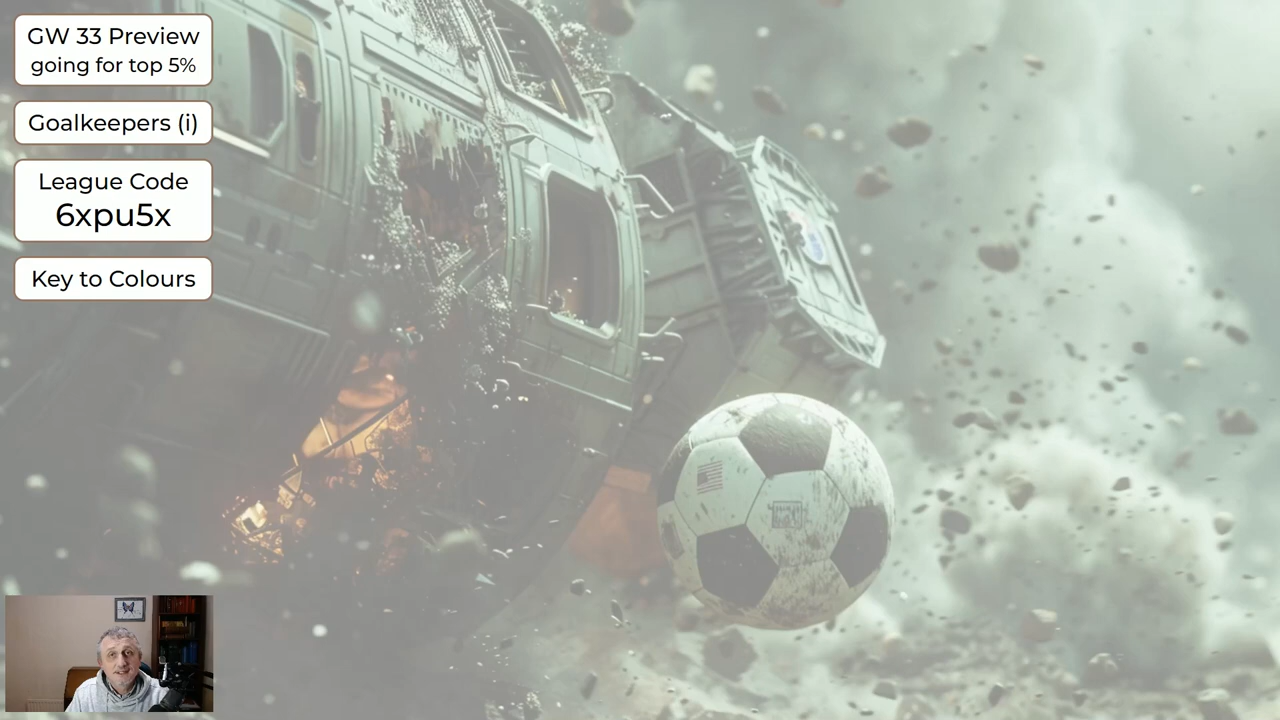 GW 33 Preview
going for top 5%
Goalkeepers (i)
League Code
6xpu5x
Key to Colours